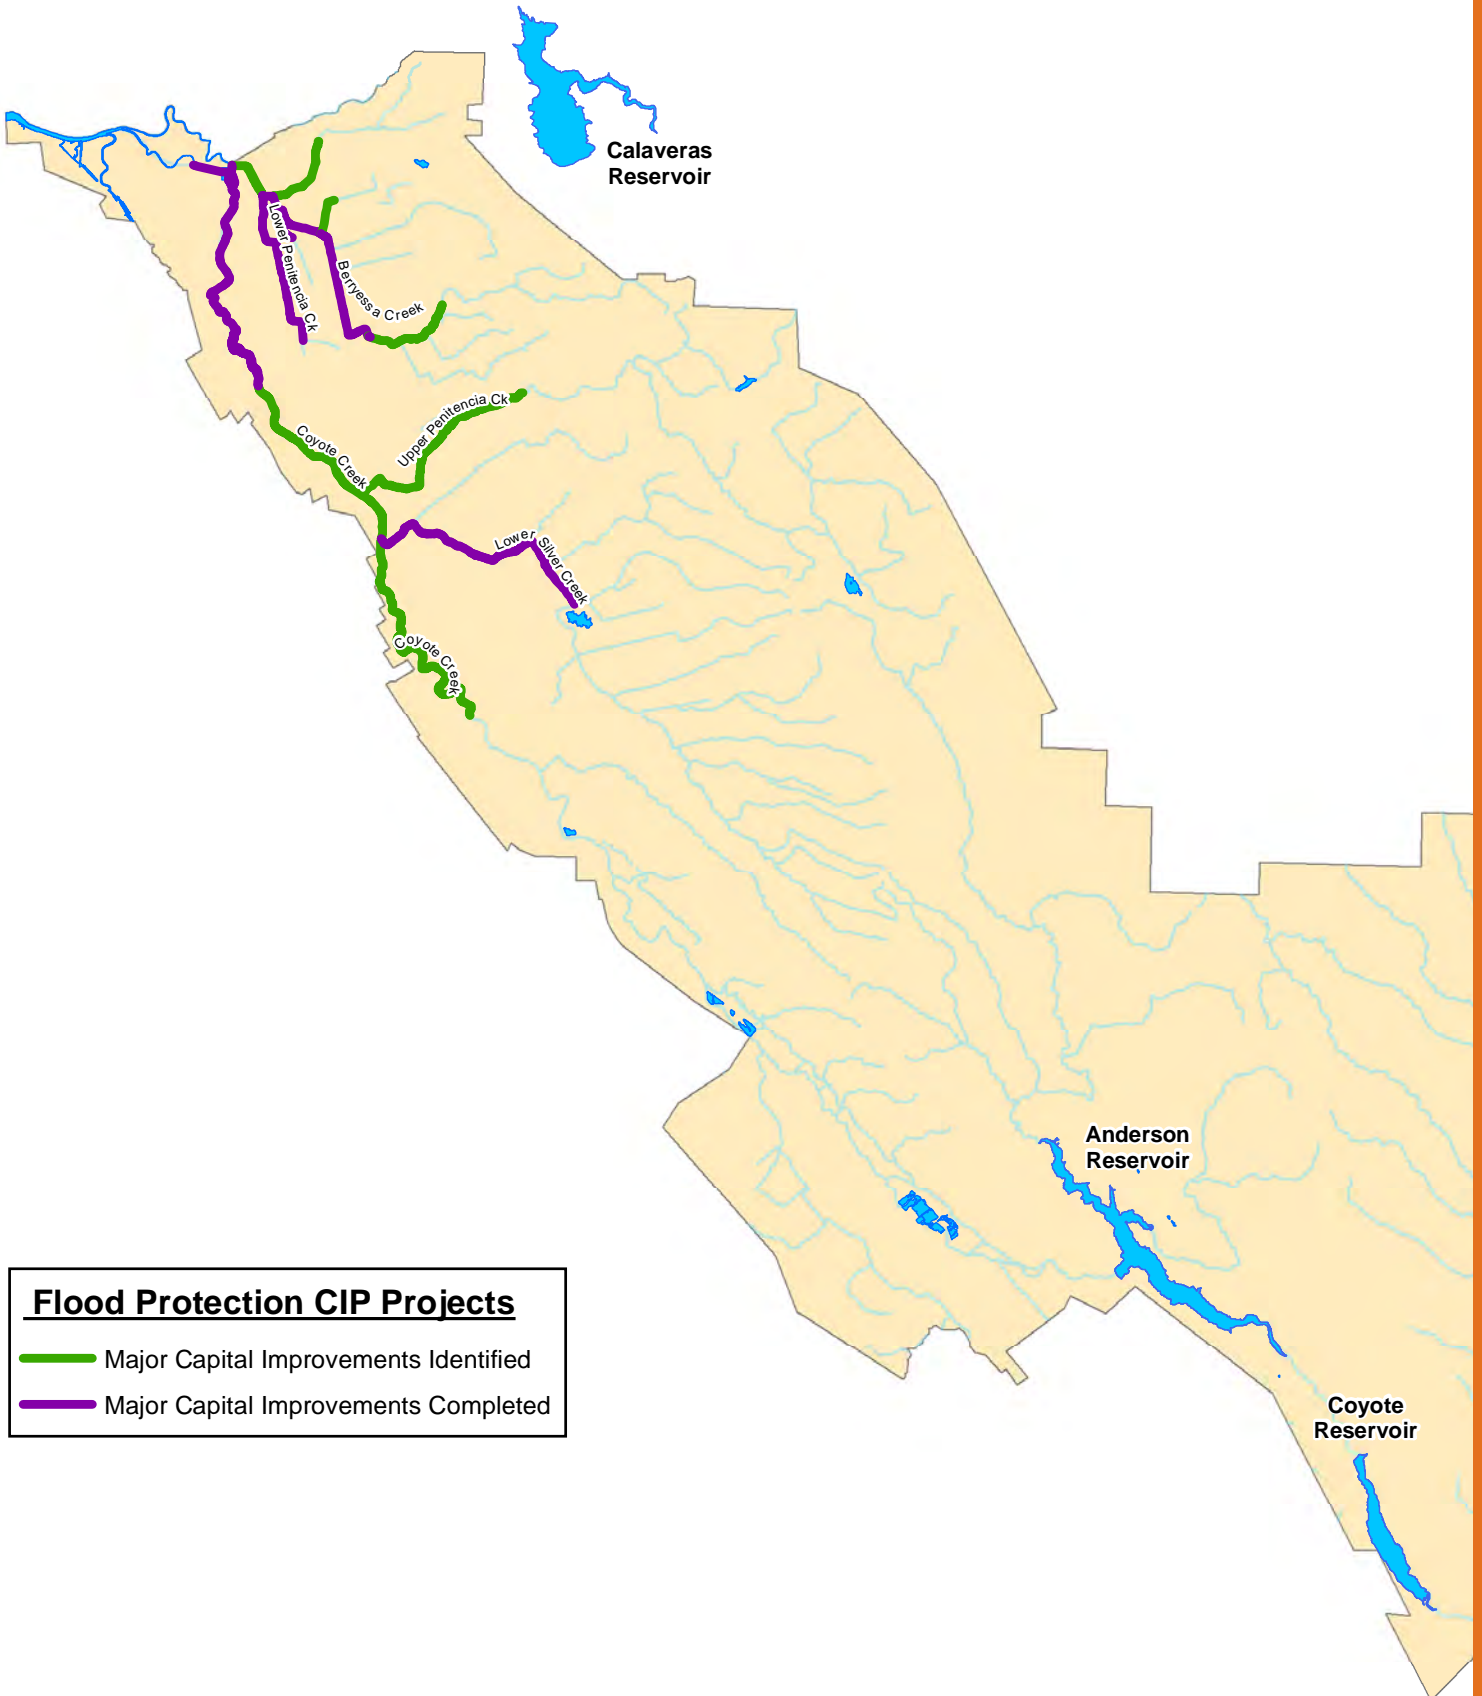 Calaveras
Reservoir
Lower Penitencia Ck
Berryessa Creek
Upper Penitencia Ck
Coyote Creek
Lower Silver Creek
Coyote Creek
Anderson
Reservoir
Flood Protection CIP Projects
Major Capital Improvements Identified
Major Capital Improvements Completed
Coyote
Reservoir